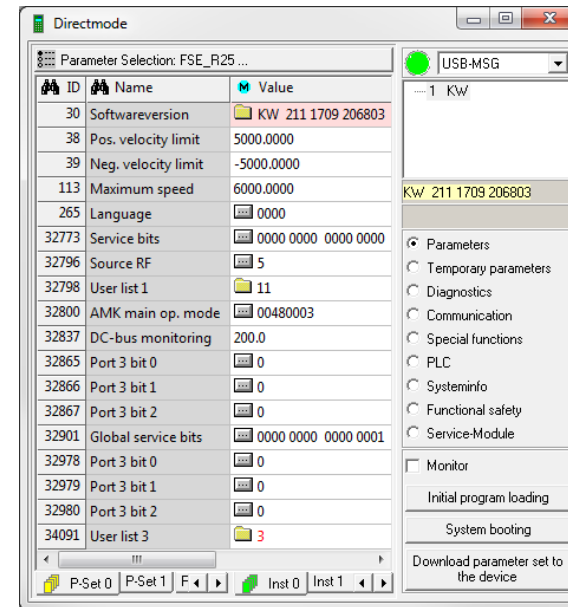 Directmode
Parameter Selection: FSE_R25 ...
ID Name M Value
30 Softwareversion KW 211 1709 206803
38 Pos. velocity limit 5000.0000
39 Neg. velocity limit -5000.0000
113 Maximum speed 6000.0000
265 Language 0000
32773 Service bits 0000 0000 0000 0000
32796 Source RF 5
32798 User list 1 11
32800 AMK main op. mode 00480003
32837 DC-bus monitoring 200.0
32865 Port 3 bit 0 0
32866 Port 3 bit 1 0
32867 Port 3 bit 2 0
32901 Global service bits 0000 0000 0000 0001
32978 Port 3 bit 0 0
32979 Port 3 bit 1 0
32980 Port 3 bit 2 0
34091 User list 3 3
P-Set 0 P-Set 1 F Inst 0 Inst 1
USB-MSG
1 KW
KW 211 1709 206803
Parameters
Temporary parameters
Diagnostics
Communication
Special functions
PLC
Systeminfo
Functional safety
Service-Module
Monitor
Initial program loading
System booting
Download parameter set to
the device